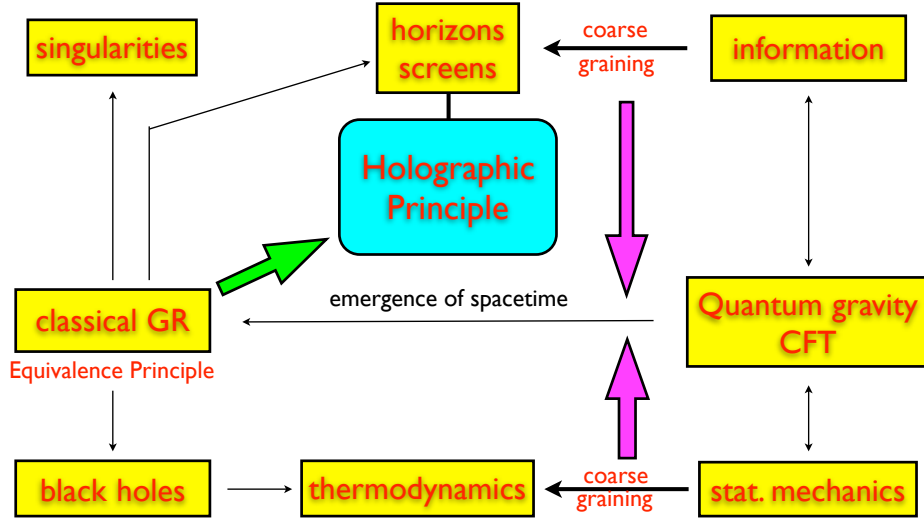 singularities
horizons
screens
coarse
graining
information
Holographic
Principle
emergence of spacetime
classical GR
Equivalence Principle
Quantum gravity
CFT
black holes
thermodynamics
coarse
graining
stat. mechanics